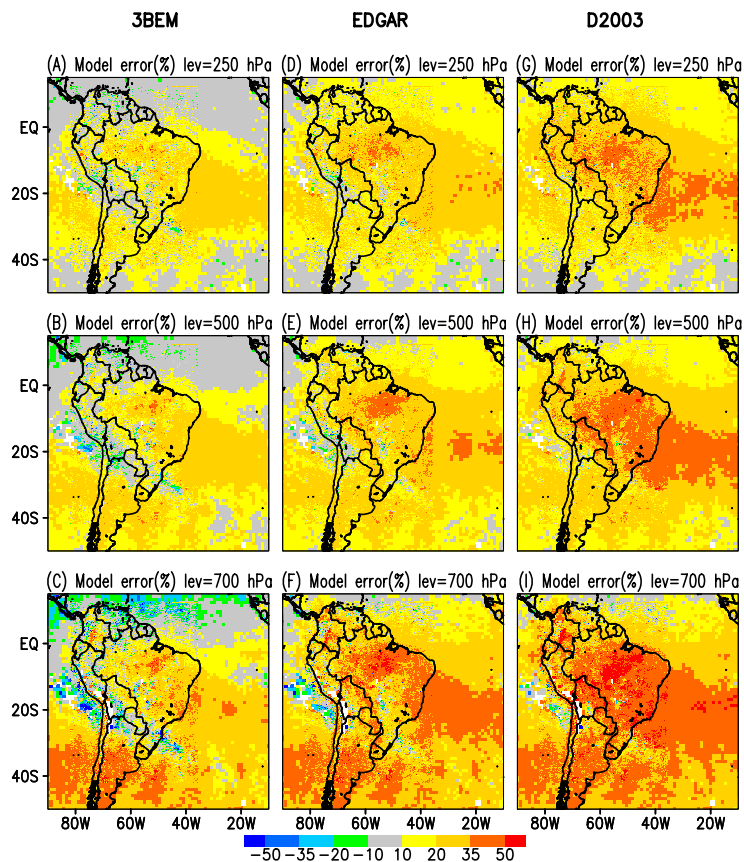 3BEM EDGAR D2003
(A) Model error(%) lev=250 hPa (D) Model error(%) lev=250 hPa (G) Model error(%) lev=250 hPa
EQ
20S
40S
(B) Model error(%) lev=500 hPa (E) Model error(%) lev=500 hPa (H) Model error(%) lev=500 hPa
EQ
20S
40S
(C) Model error(%) lev=700 hPa (F) Model error(%) lev=700 hPa (I) Model error(%) lev=700 hPa
EQ
20S
40S
80W 60W 40W 20W 80W 60W 40W 20W 80W 60W 40W 20W
−50 −35 −20 −10 10 20 35 50